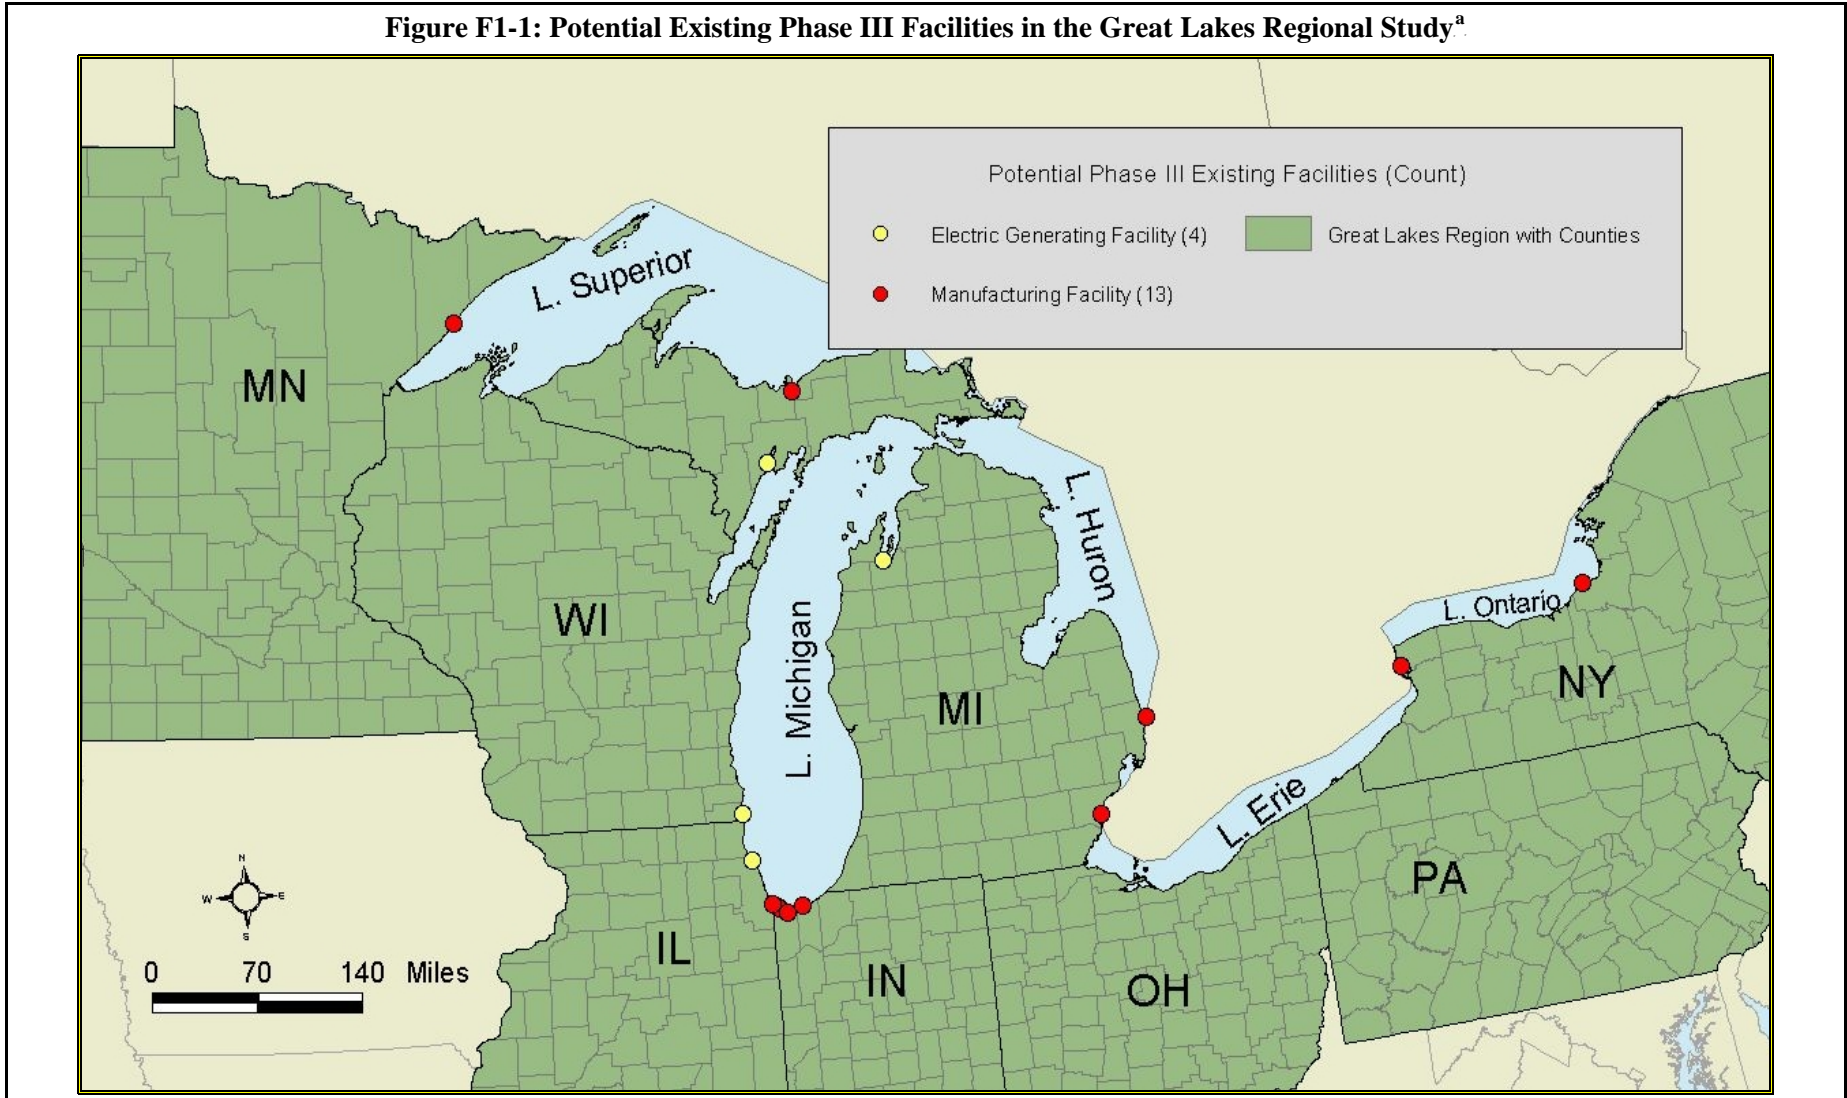 Figure F1-1: Potential Existing Phase III Facilities in the Great Lakes Regional Studyᵃ
Potential Phase III Existing Facilities (Count)
Electric Generating Facility (4)
Great Lakes Region with Counties
Manufacturing Facility (13)
L. Superior
MN
L. Huron
L. Ontario
WI
L. Michigan
MI
NY
L. Erie
PA
N
W
E
S
IL
IN
OH
0 70 140 Miles